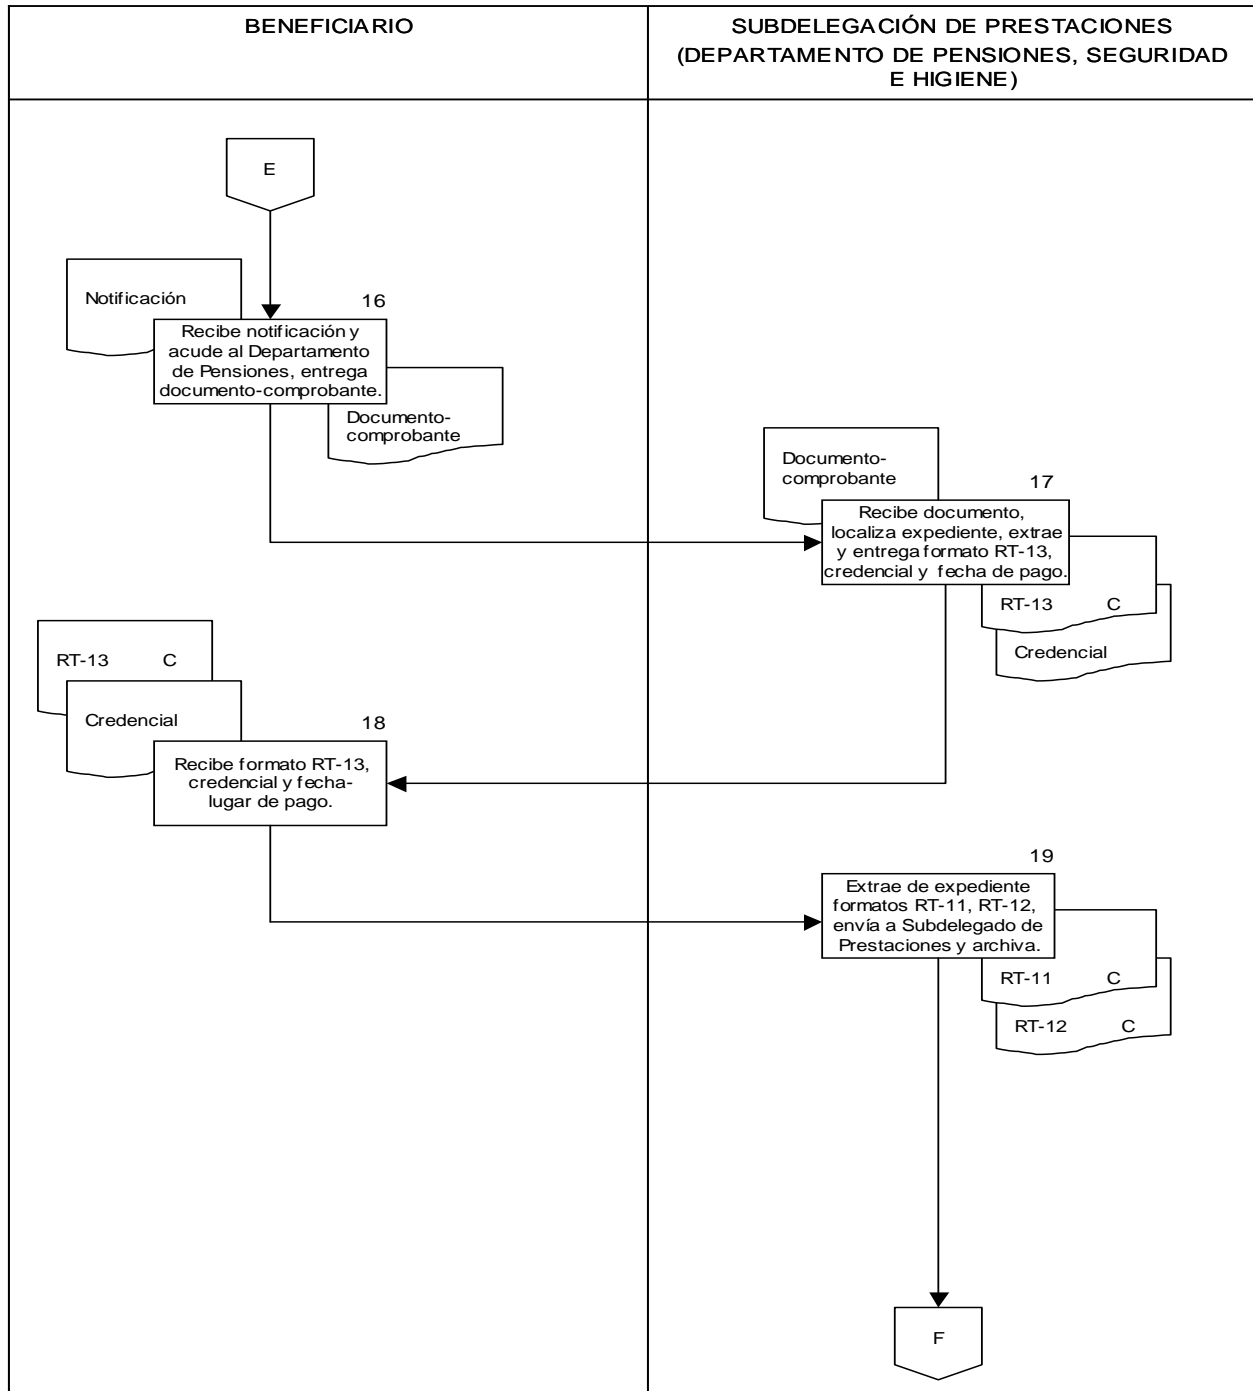 BENEFICIARIO
SUBDELEGACIÓN DE PRESTACIONES
(DEPARTAMENTO DE PENSIONES, SEGURIDAD
E HIGIENE)
E
Notificación
16
Recibe notificación y
acude al Departamento
de Pensiones, entrega
documento-comprobante.
Documento-
comprobante
Documento-
comprobante
17
Recibe documento,
localiza expediente, extrae
y entrega formato RT-13,
credencial y fecha de pago.
RT-13 C
Credencial
RT-13 C
Credencial
18
Recibe formato RT-13,
credencial y fecha-
lugar de pago.
19
Extrae de expediente
formatos RT-11, RT-12,
envía a Subdelegado de
Prestaciones y archiva.
RT-11 C
RT-12 C
F